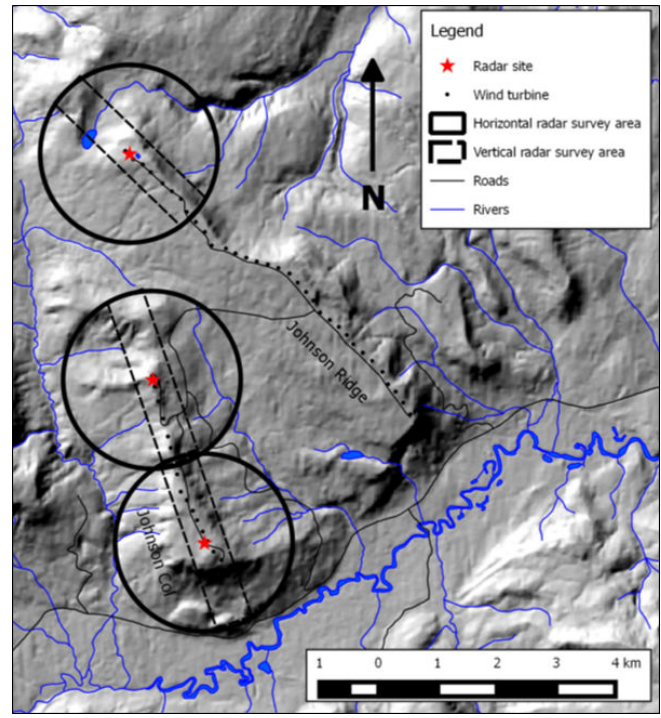 Legend
Radar site
Wind turbine
Horizontal radar survey area
Vertical radar survey area
Roads
Rivers
N
Johnson Ridge
Johnson Col
1 0 1 2 3 4 km